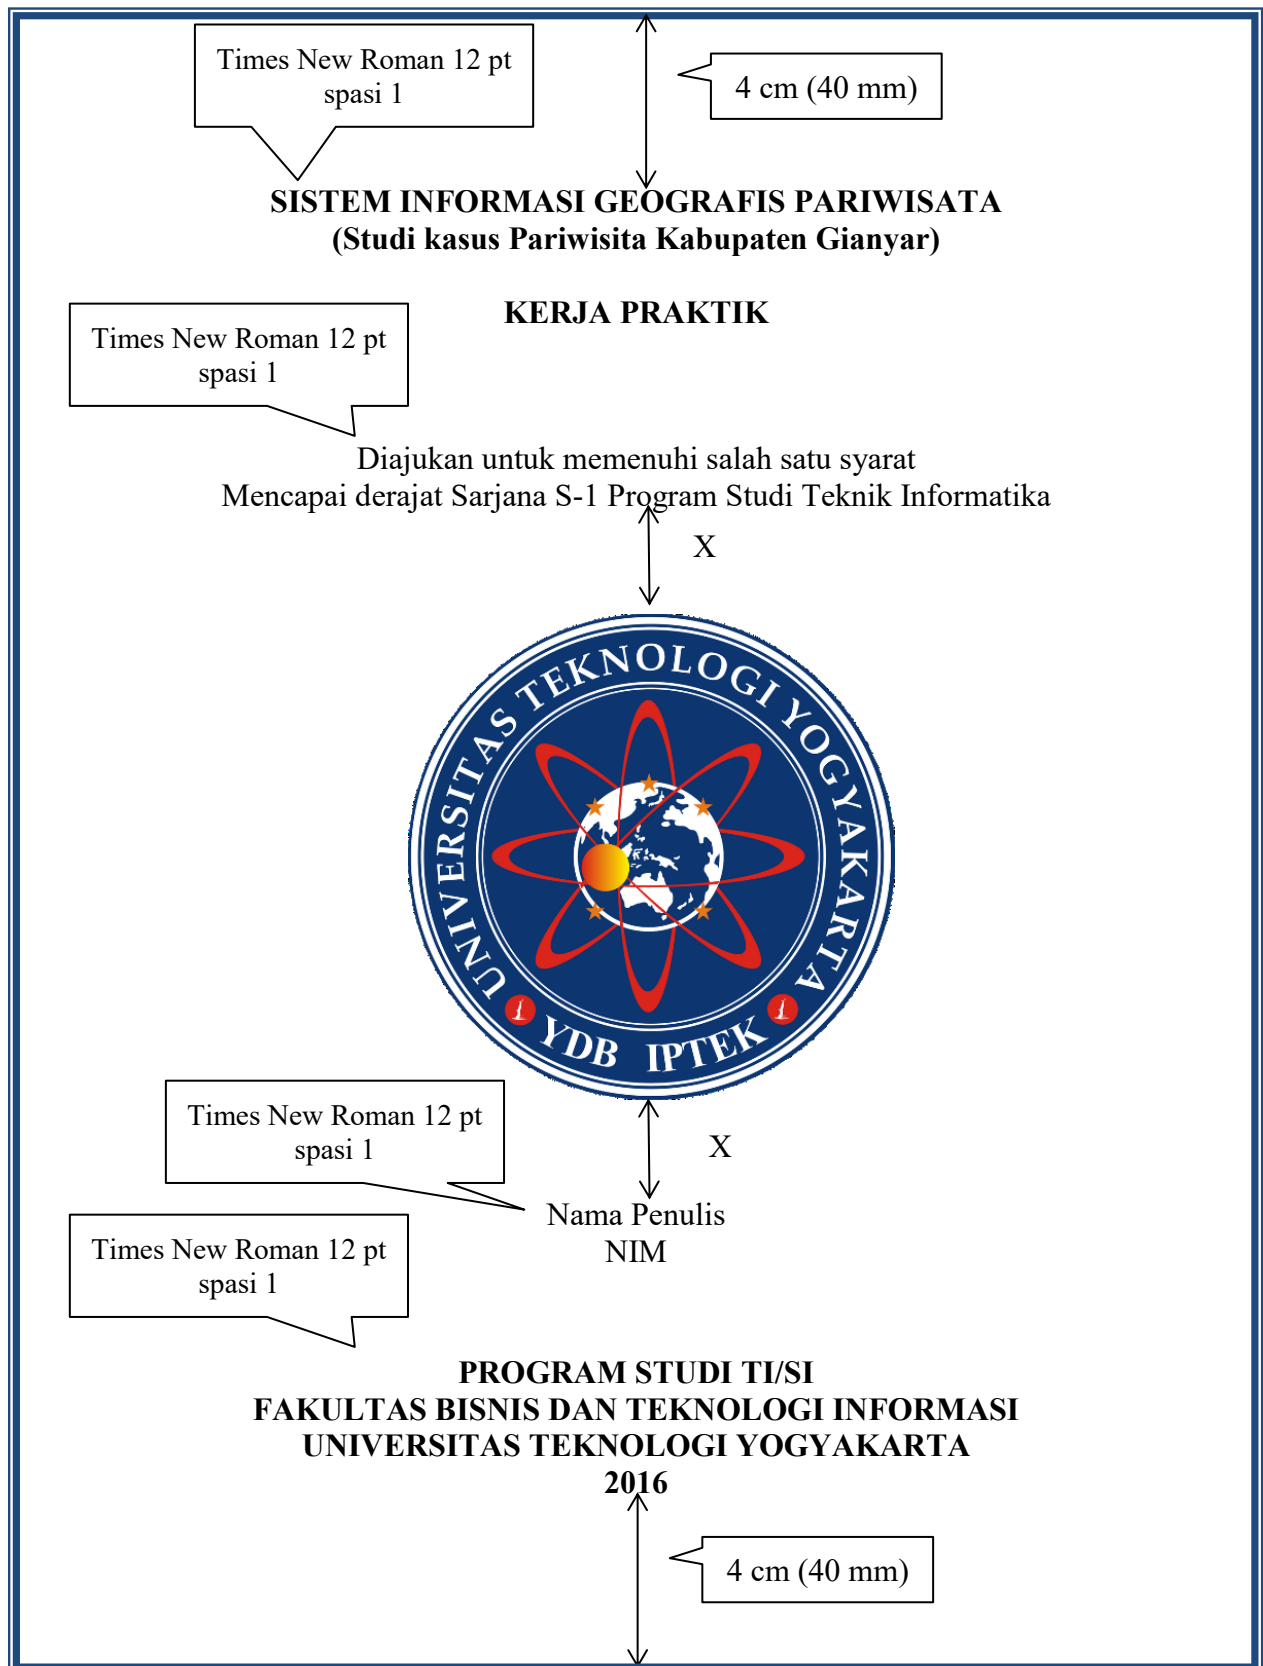 Times New Roman 12 pt
spasi 1
4 cm (40 mm)
SISTEM INFORMASI GEOGRAFIS PARIWISATA
(Studi kasus Pariwisita Kabupaten Gianyar)
KERJA PRAKTIK
Times New Roman 12 pt
spasi 1
Diajukan untuk memenuhi salah satu syarat
Mencapai derajat Sarjana S-1 Program Studi Teknik Informatika
X
UNIVERSITAS TEKNOLOGI YOGYAKARTA
YDB IPTEK
Times New Roman 12 pt
spasi 1
X
Nama Penulis
NIM
Times New Roman 12 pt
spasi 1
PROGRAM STUDI TI/SI
FAKULTAS BISNIS DAN TEKNOLOGI INFORMASI
UNIVERSITAS TEKNOLOGI YOGYAKARTA
2016
4 cm (40 mm)